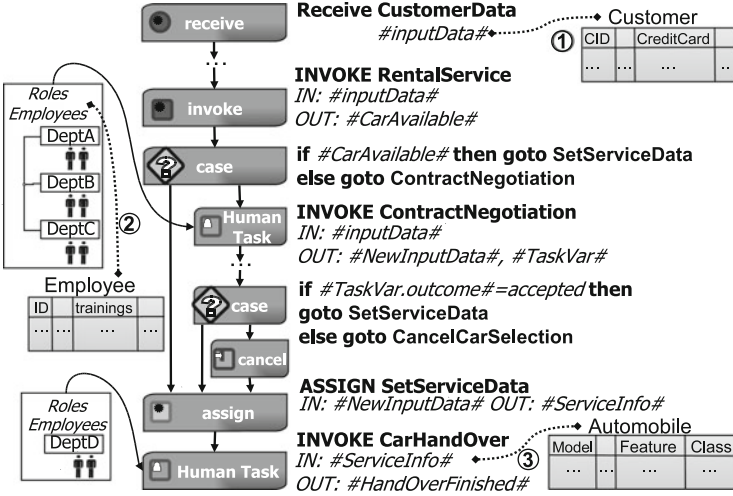 receive
Receive CustomerData
#inputData#
Customer
①
CID CreditCard
... ... ... ..
...
INVOKE RentalService
IN: #inputData#
OUT: #CarAvailable#
invoke
Roles
Employees
DeptA
DeptB
DeptC
②
case
if #CarAvailable# then goto SetServiceData
else goto ContractNegotiation
Human
Task
INVOKE ContractNegotiation
IN: #inputData#
OUT: #NewInputData#, #TaskVar#
...
Employee
ID trainings
... ... ... ...
case
if #TaskVar.outcome#=accepted then
goto SetServiceData
else goto CancelCarSelection
cancel
ASSIGN SetServiceData
IN: #NewInputData# OUT: #ServiceInfo#
assign
Roles
Employees
DeptD
INVOKE CarHandOver
IN: #ServiceInfo#
OUT: #HandOverFinished#
Human Task
Automobile
③
Model Feature Class
... ... ... ...